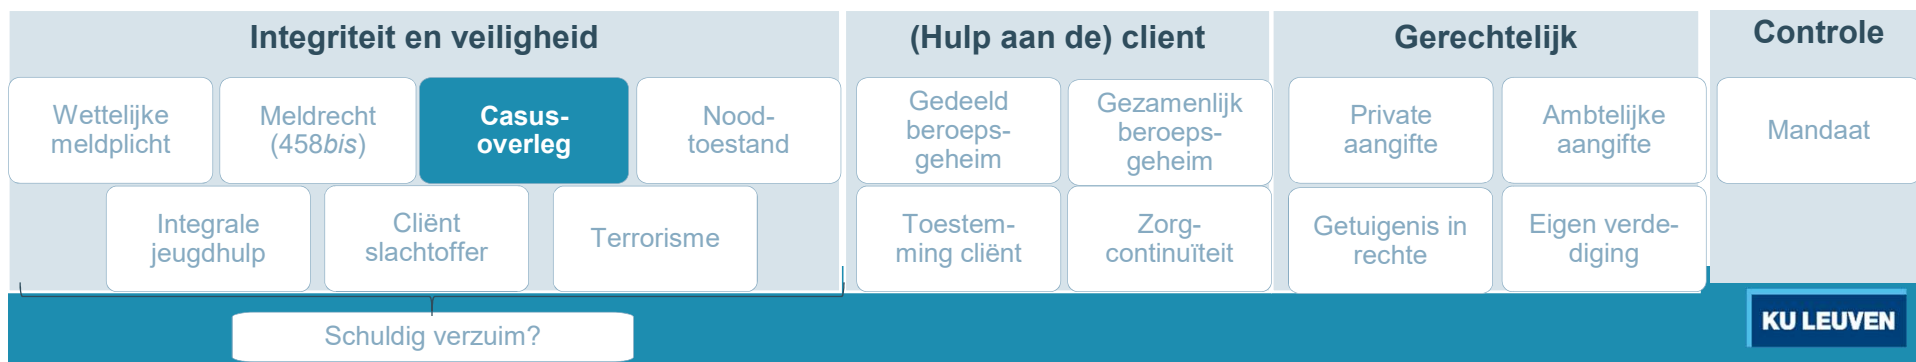 Integriteit en veiligheid
(Hulp aan de) client
Gerechtelijk
Controle
Wettelijke
meldplicht
Meldrecht
(458bis)
Casus-
overleg
Nood-
toestand
Gedeeld
beroeps-
geheim
Gezamenlijk
beroeps-
geheim
Private
aangifte
Ambtelijke
aangifte
Mandaat
Integrale
jeugdhulp
Cliënt
slachtoffer
Terrorisme
Toestem-
ming cliënt
Zorg-
continuïteit
Getuigenis in
rechte
Eigen verde-
diging
Schuldig verzuim?
KU LEUVEN